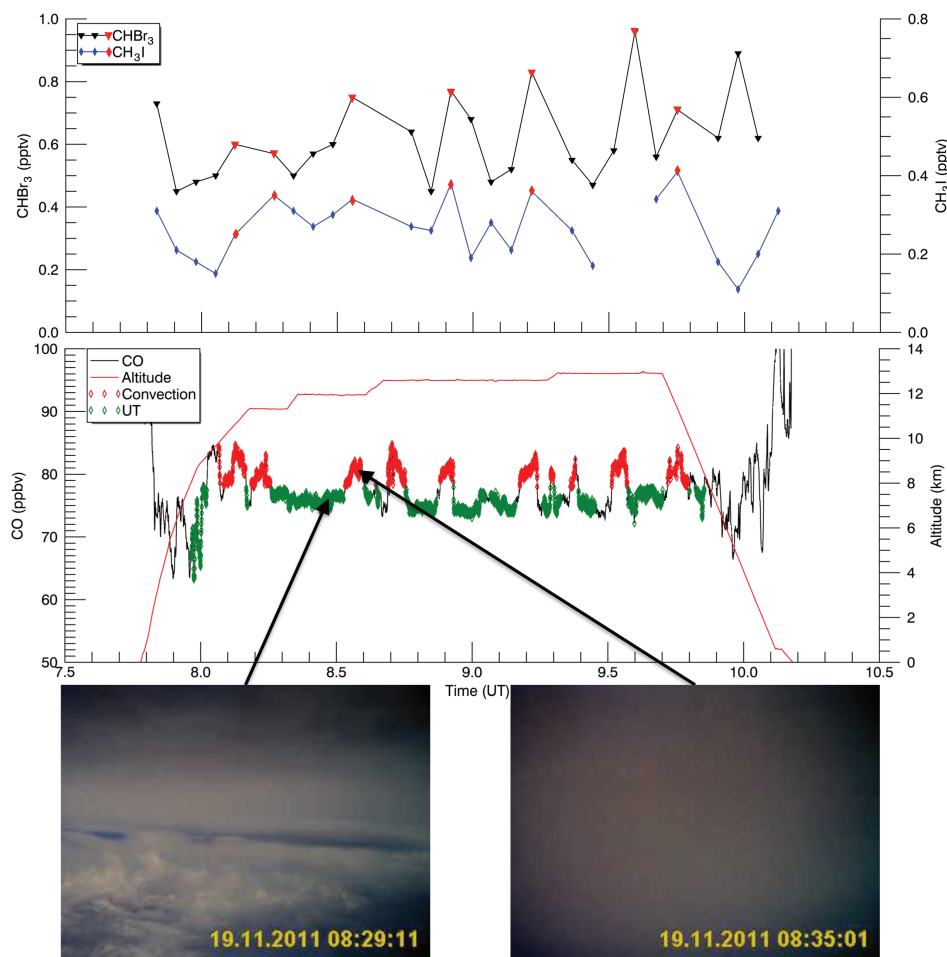 1.0
0.8
0.6
0.4
0.2
0.0
CHBr3 (pptv)
CHBr3
CH3I
0.8
0.6
0.4
0.2
0.0
CH3I (pptv)
100
90
80
70
60
50
CO (ppbv)
CO
Altitude
Convection
UT
14
12
10
8
6
4
2
0
Altitude (km)
7.5 8.0 8.5 9.0 9.5 10.0 10.5
Time (UT)
19.11.2011 08:29:11
19.11.2011 08:35:01